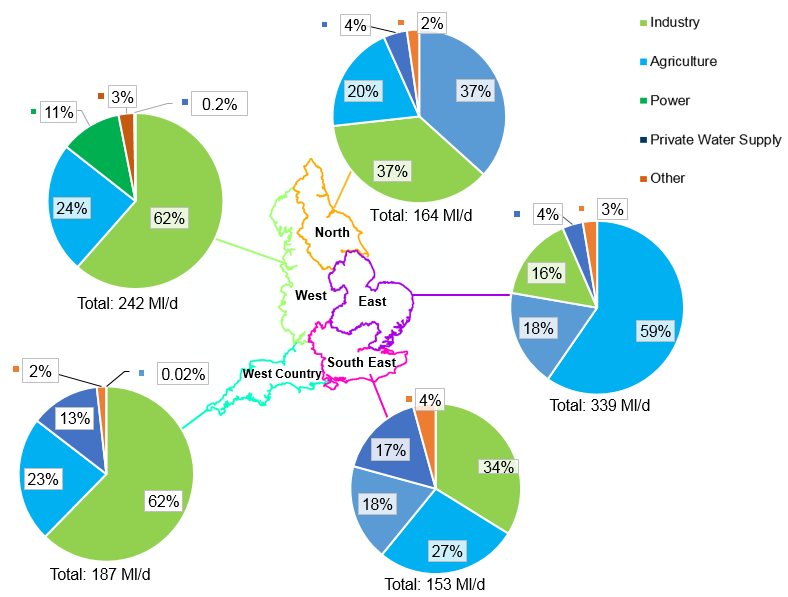 4%
2%
37%
20%
37%
Total: 164 Ml/d
Industry
Agriculture
Power
Private Water Supply
Other
11%
3%
0.2%
24%
62%
Total: 242 Ml/d
North
West
East
South East
West Country
4%
3%
16%
18%
59%
Total: 339 Ml/d
2%
0.02%
13%
23%
62%
Total: 187 Ml/d
4%
17%
34%
18%
27%
Total: 153 Ml/d